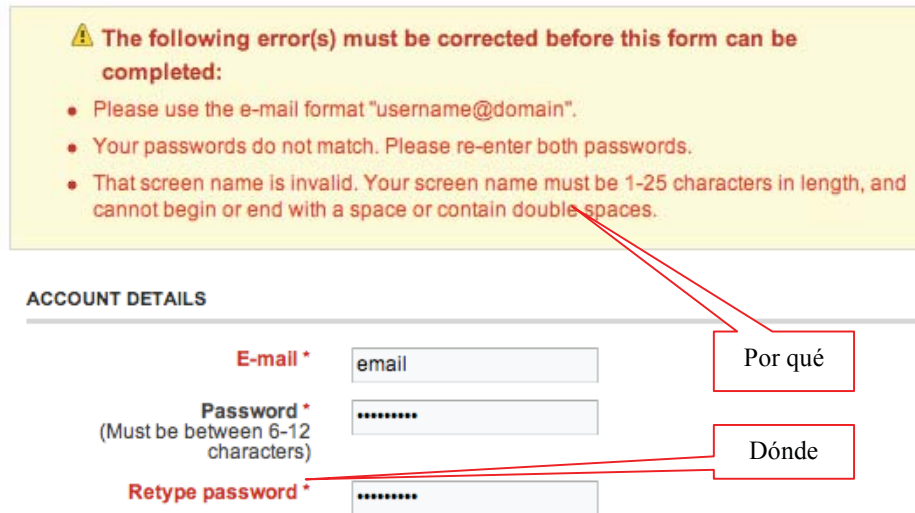 The following error(s) must be corrected before this form can be
completed:
• Please use the e-mail format "username@domain".
• Your passwords do not match. Please re-enter both passwords.
• That screen name is invalid. Your screen name must be 1-25 characters in length, and
cannot begin or end with a space or contain double spaces.
ACCOUNT DETAILS
Por qué
E-mail *
email
Password *
(Must be between 6-12
characters)
•••••••••
Dónde
Retype password *
•••••••••